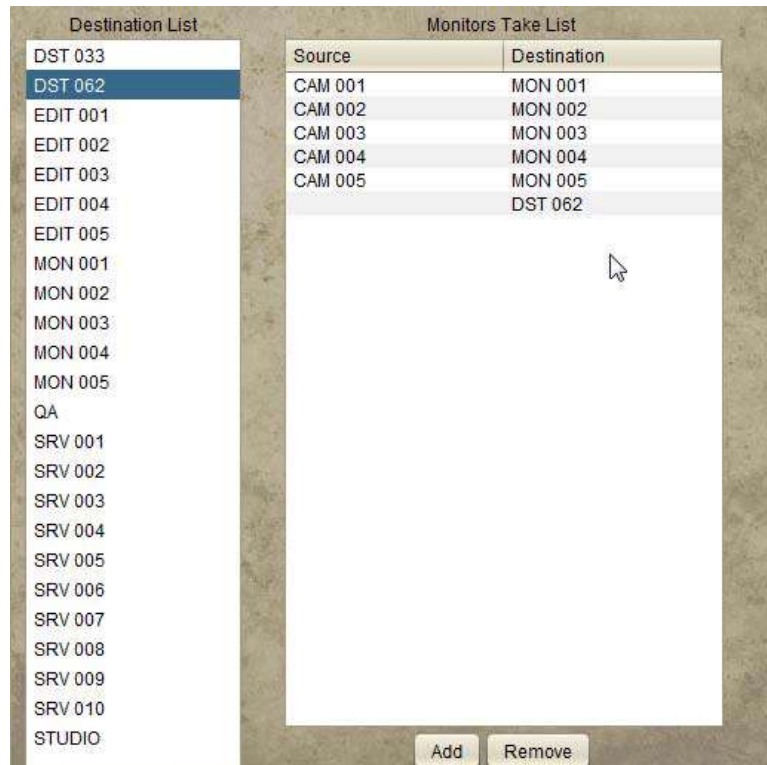 Destination List
DST 033
DST 062
EDIT 001
EDIT 002
EDIT 003
EDIT 004
EDIT 005
MON 001
MON 002
MON 003
MON 004
MON 005
QA
SRV 001
SRV 002
SRV 003
SRV 004
SRV 005
SRV 006
SRV 007
SRV 008
SRV 009
SRV 010
STUDIO
Monitors Take List
Source Destination
CAM 001 MON 001
CAM 002 MON 002
CAM 003 MON 003
CAM 004 MON 004
CAM 005 MON 005
DST 062
Add Remove